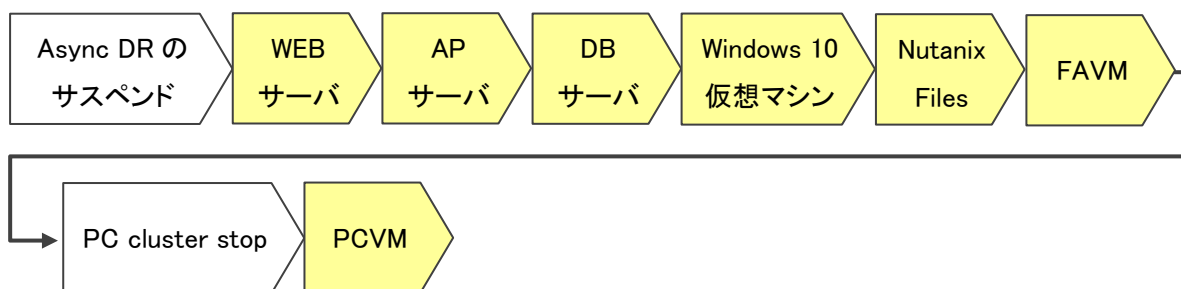 Async DR の
サスペンド
WEB
サーバ
AP
サーバ
DB
サーバ
Windows 10
仮想マシン
Nutanix
Files
FAVM
PC cluster stop
PCVM